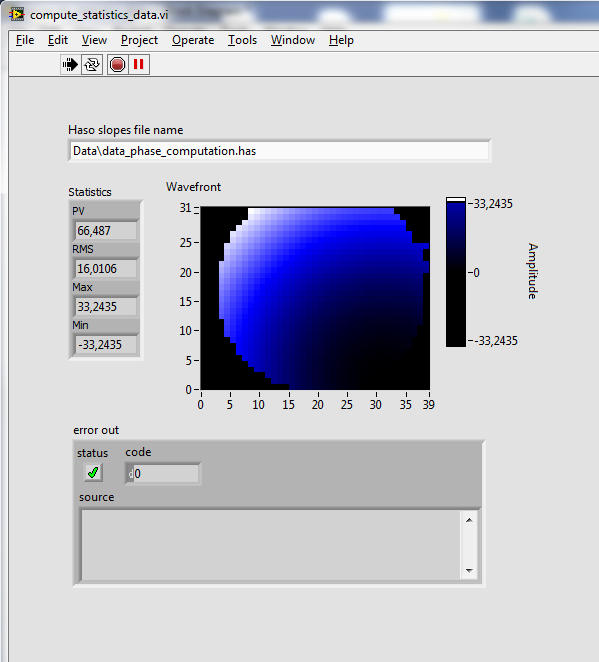 compute_statistics_data.vi
File Edit View Project Operate Tools Window Help
Haso slopes file name
Data\data_phase_computation.has
Statistics
PV
66,487
RMS
16,0106
Max
33,2435
Min
-33,2435
Wavefront
31
25
20
15
10
5
0
0 5 10 15 20 25 30 35 39
33,2435
0
-33,2435
Amplitude
error out
status code
d0
source